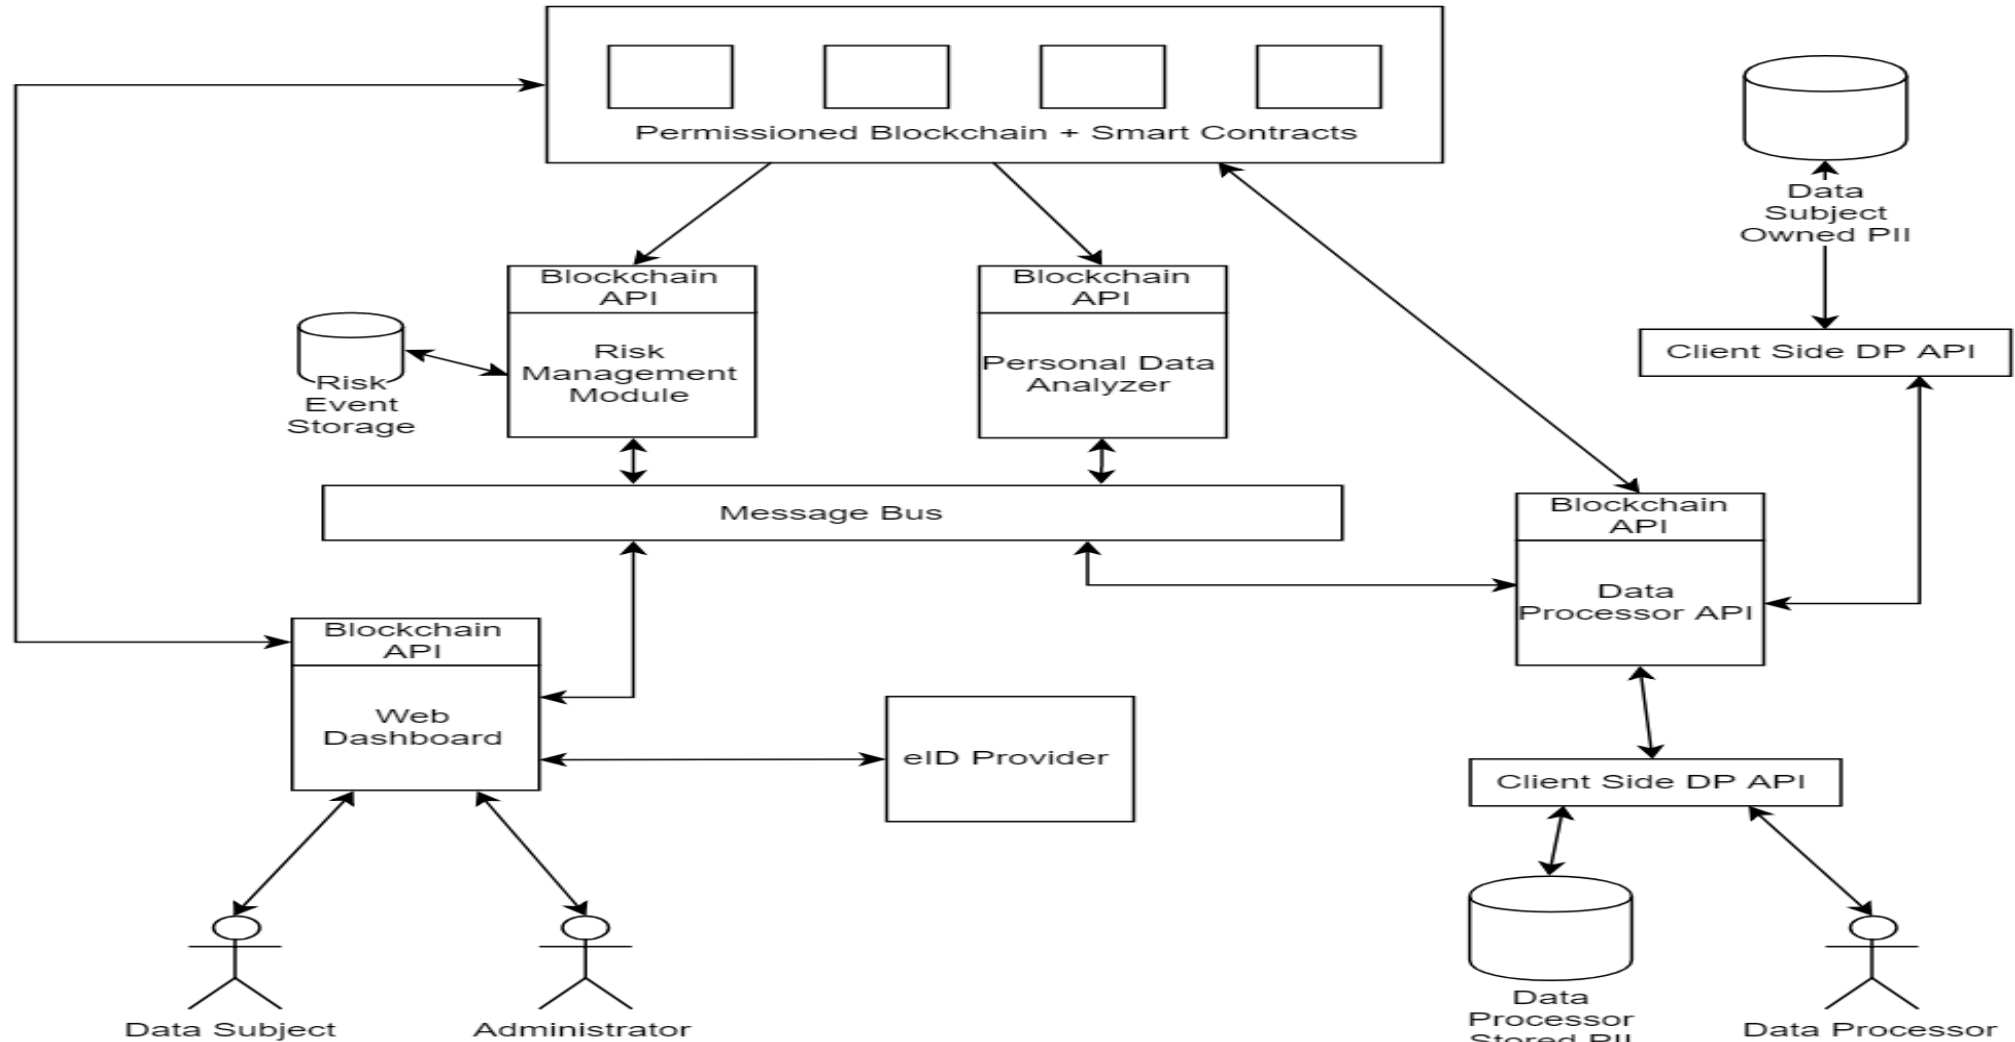 Permissioned Blockchain + Smart Contracts
Data
Subject
Owned PII
Blockchain
API
Risk
Management
Module
Blockchain
API
Personal Data
Analyzer
Risk
Event
Storage
Client Side DP API
Message Bus
Blockchain
API
Data
Processor API
Blockchain
API
Web
Dashboard
eID Provider
Client Side DP API
Data Subject
Administrator
Data
Processor
Stored PII
Data Processor